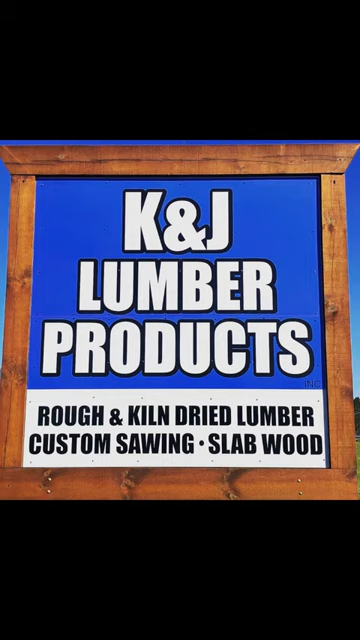 K&J
LUMBER
PRODUCTS
INC
ROUGH & KILN DRIED LUMBER
CUSTOM SAWING • SLAB WOOD